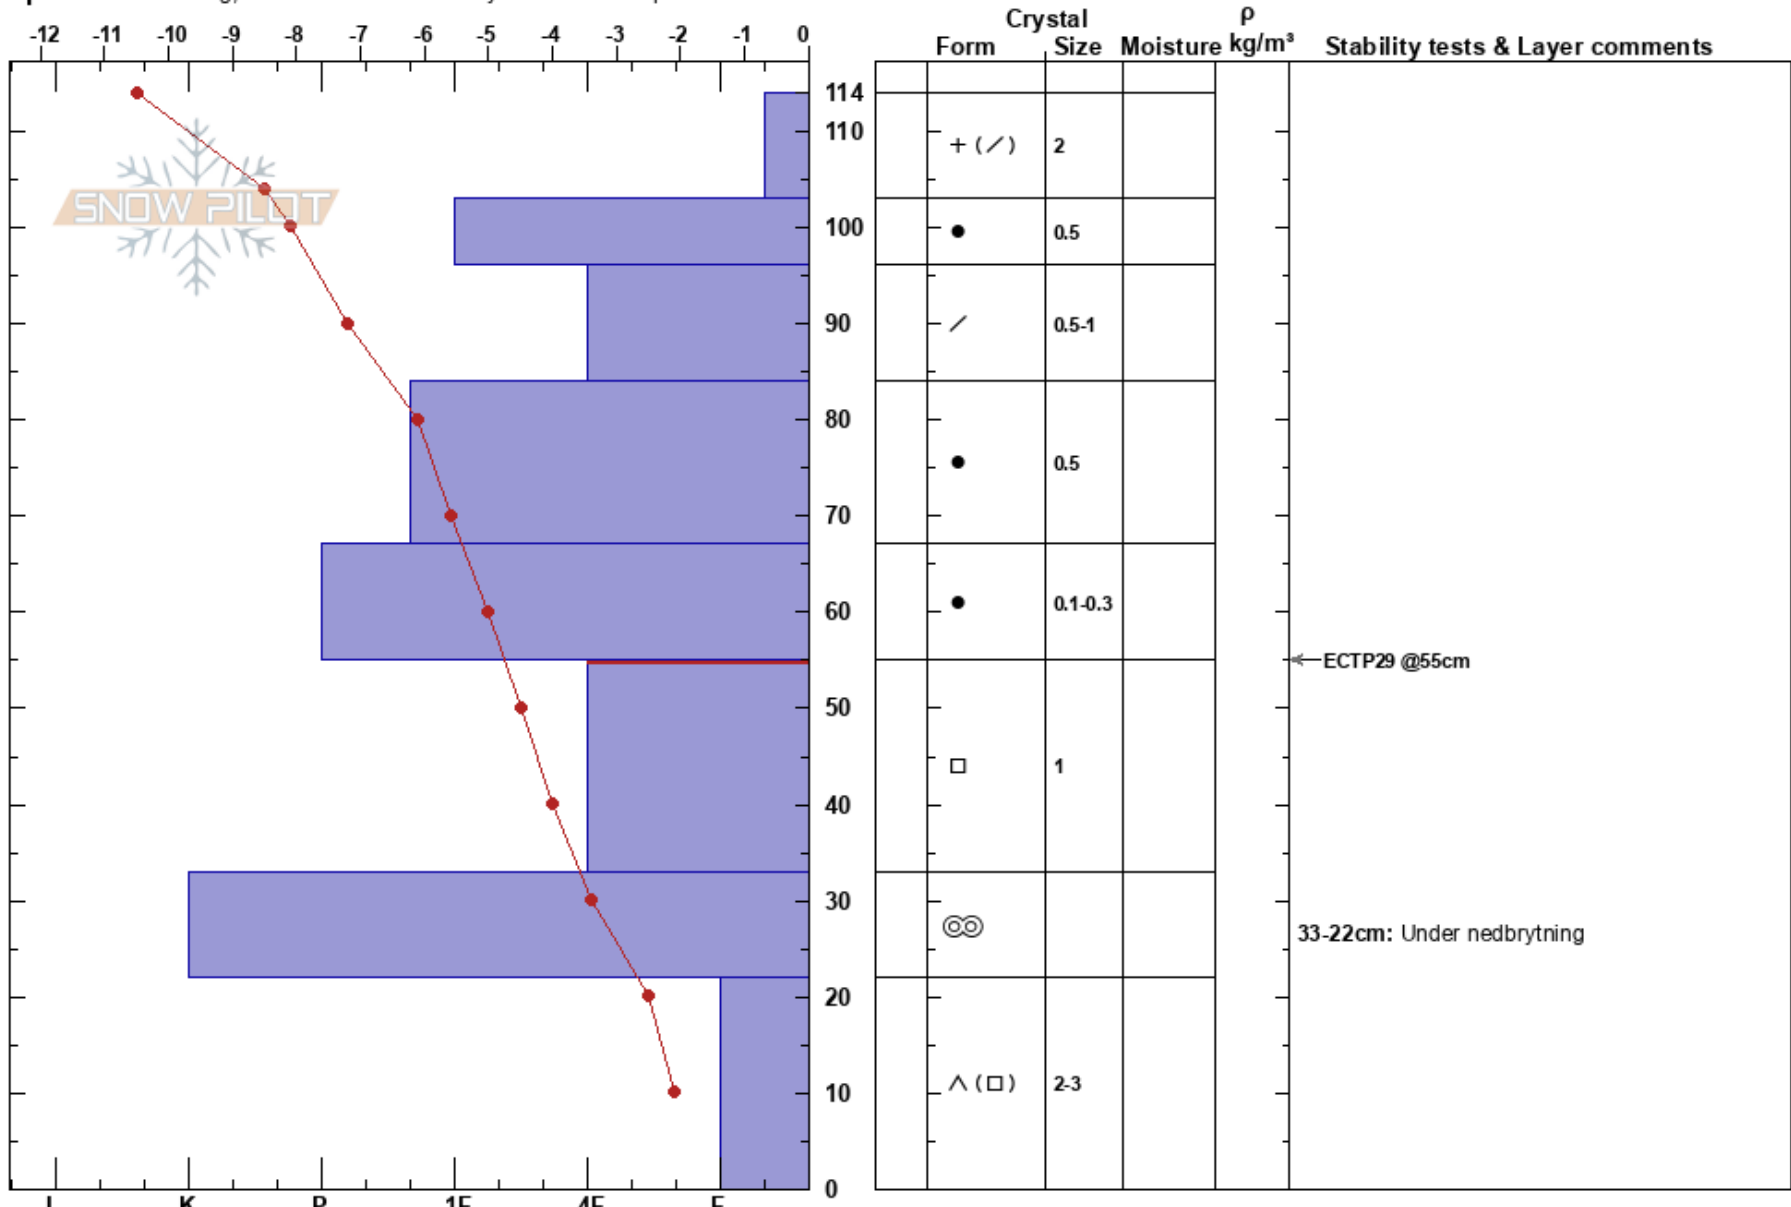 Crystal
ρ
-12 -11 -10 -9 -8 -7 -6 -5 -4 -3 -2 -1 0
Form Size Moisture kg/m³ Stability tests & Layer comments
114
110
+ (/) 2
SNOW PILOT
100
● 0.5
90
/ 0.5-1
80
● 0.5
70
60
● 0.1-0.3
ECTP29 @55cm
50
□ 1
40
30
33-22cm: Under nedbrytning
20
10
∧ (□) 2-3
0
K P 1F 4F F